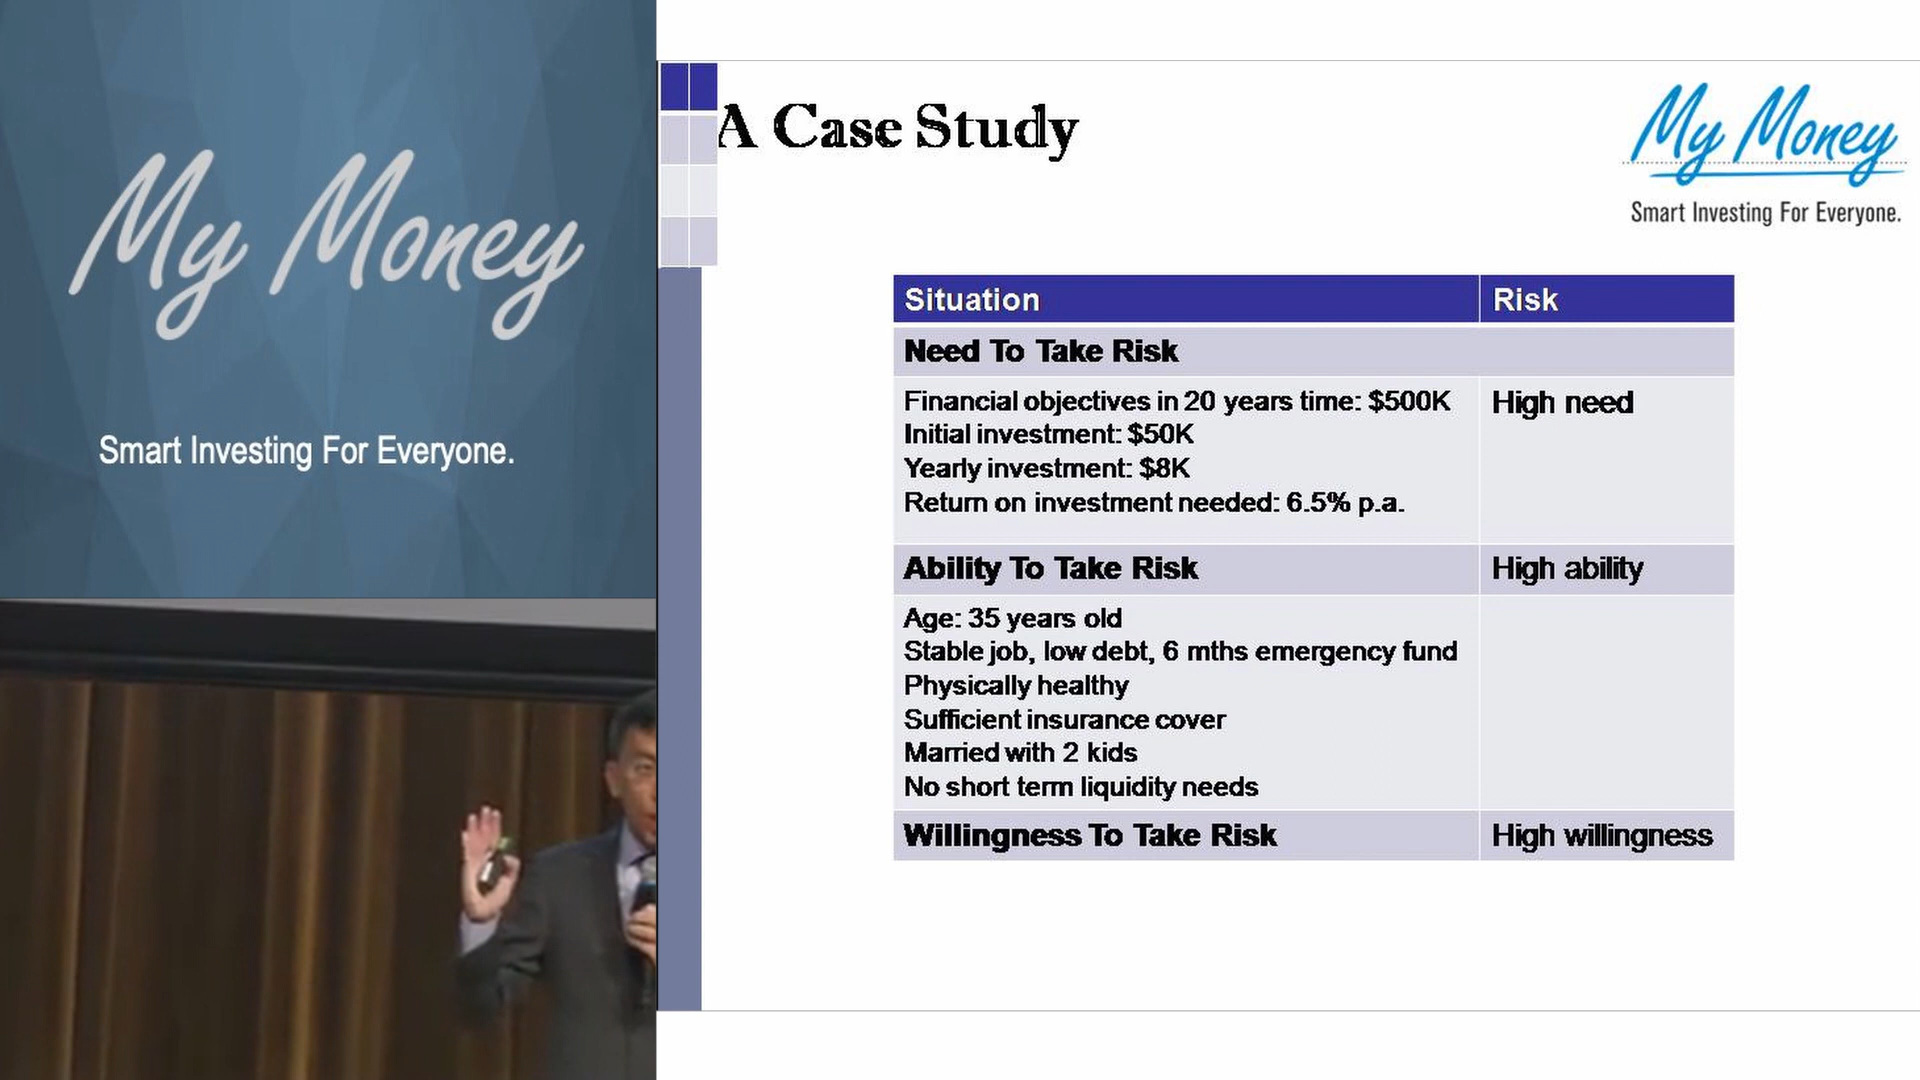 My Money
Smart Investing For Everyone.
A Case Study
My Money
Smart Investing For Everyone.
Situation Risk
Need To Take Risk
Financial objectives in 20 years time: $500K High need
Initial investment: $50K
Yearly investment: $8K
Return on investment needed: 6.5% p.a.
Ability To Take Risk High ability
Age: 35 years old
Stable job, low debt, 6 mths emergency fund
Physically healthy
Sufficient insurance cover
Married with 2 kids
No short term liquidity needs
Willingness To Take Risk High willingness